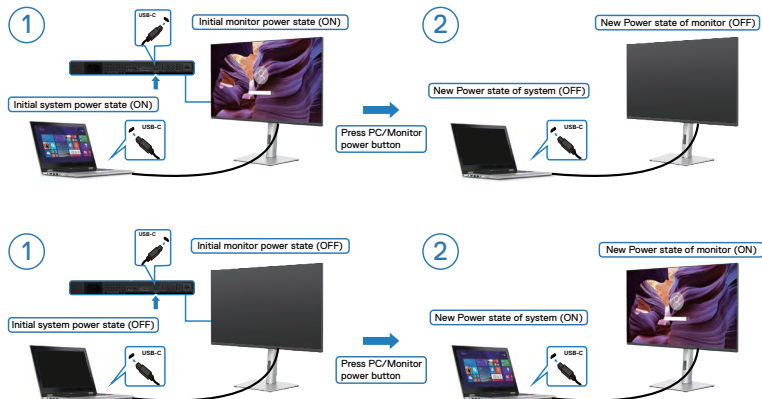 1
USB-C
Initial monitor power state (ON)
2
New Power state of monitor (OFF)
Initial system power state (ON)
USB-C
New Power state of system (OFF)
USB-C
Press PC/Monitor
power button
1
USB-C
Initial monitor power state (OFF)
2
New Power state of monitor (ON)
Initial system power state (OFF)
USB-C
New Power state of system (ON)
USB-C
Press PC/Monitor
power button